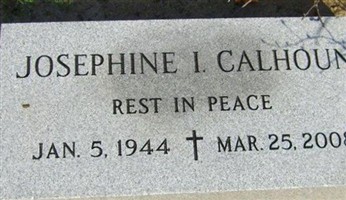 JOSEPHINE I. CALHOUN
REST IN PEACE
JAN. 5, 1944 ✝ MAR. 25, 2008